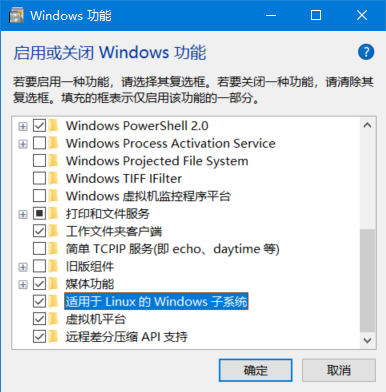 Windows 功能
启用或关闭 Windows 功能
?
若要启用一种功能，请选择其复选框。若要关闭一种功能，请清除其
复选框。填充的框表示仅启用该功能的一部分。
Windows PowerShell 2.0
Windows Process Activation Service
Windows Projected File System
Windows TIFF IFilter
Windows 虚拟机监控程序平台
打印和文件服务
工作文件夹客户端
简单 TCPIP 服务(即 echo、daytime 等)
旧版组件
媒体功能
适用于 Linux 的 Windows 子系统
虚拟机平台
远程差分压缩 API 支持
确定
取消